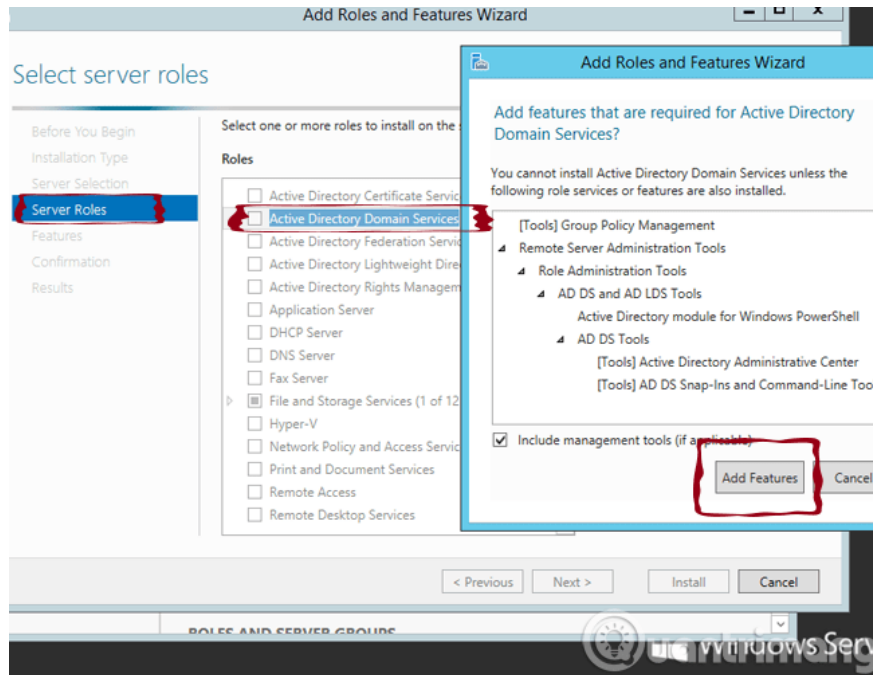 Add Roles and Features Wizard
Select server roles
Before You Begin
Installation Type
Server Selection
Server Roles
Features
Confirmation
Results
Select one or more roles to install on the
Roles
Active Directory Certificate Servic
Active Directory Domain Services
Active Directory Federation Servic
Active Directory Lightweight Dire
Active Directory Rights Managem
Application Server
DHCP Server
DNS Server
Fax Server
File and Storage Services (1 of 12
Hyper-V
Network Policy and Access Servic
Print and Document Services
Remote Access
Remote Desktop Services
< Previous
Next >
Install
Cancel
Add Roles and Features Wizard
Add features that are required for Active Directory
Domain Services?
You cannot install Active Directory Domain Services unless the
following role services or features are also installed.
[Tools] Group Policy Management
Remote Server Administration Tools
Role Administration Tools
AD DS and AD LDS Tools
Active Directory module for Windows PowerShell
AD DS Tools
[Tools] Active Directory Administrative Center
[Tools] AD DS Snap-Ins and Command-Line Too
Include management tools (if applicable)
Add Features
Cancel
ROLES AND SERVER GROUPS
Windows Serv
Quantrimang